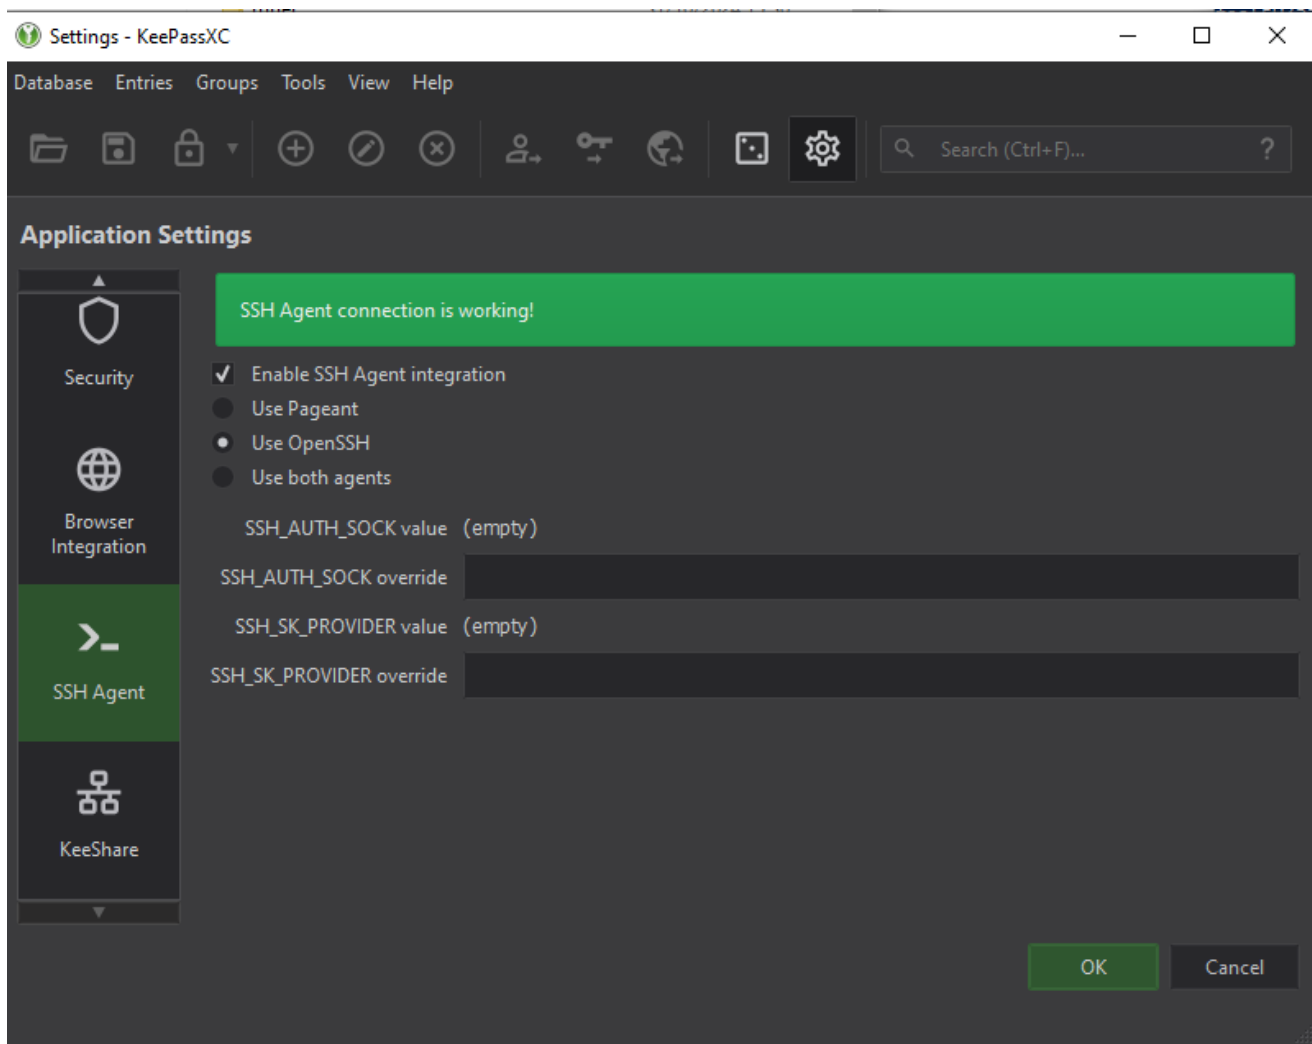 Settings - KeePassXC
Database Entries Groups Tools View Help
Search (Ctrl+F)... ?
Application Settings
Security
Browser
Integration
SSH Agent
KeeShare
SSH Agent connection is working!
Enable SSH Agent integration
Use Pageant
Use OpenSSH
Use both agents
SSH_AUTH_SOCK value (empty)
SSH_AUTH_SOCK override
SSH_SK_PROVIDER value (empty)
SSH_SK_PROVIDER override
OK Cancel